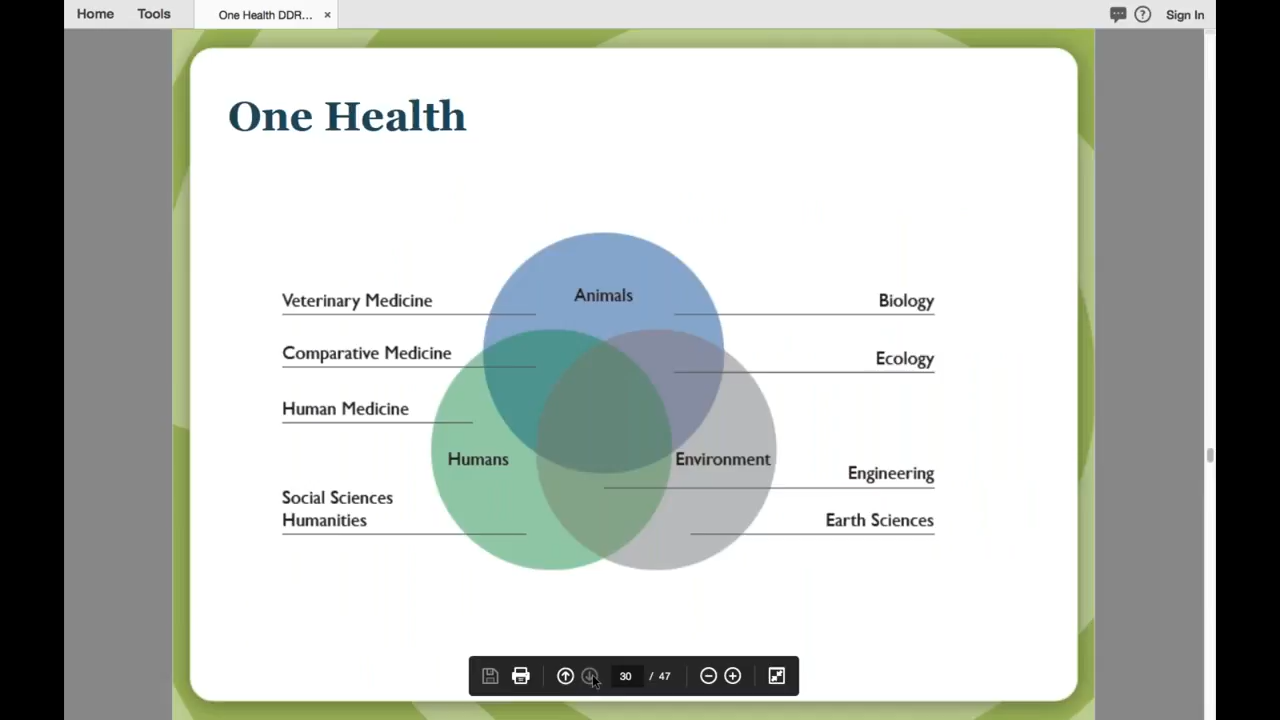 Home Tools One Health DDR... × Sign In
One Health
Animals
Veterinary Medicine
Biology
Comparative Medicine
Ecology
Human Medicine
Humans
Environment
Engineering
Social Sciences
Humanities
Earth Sciences
30 / 47